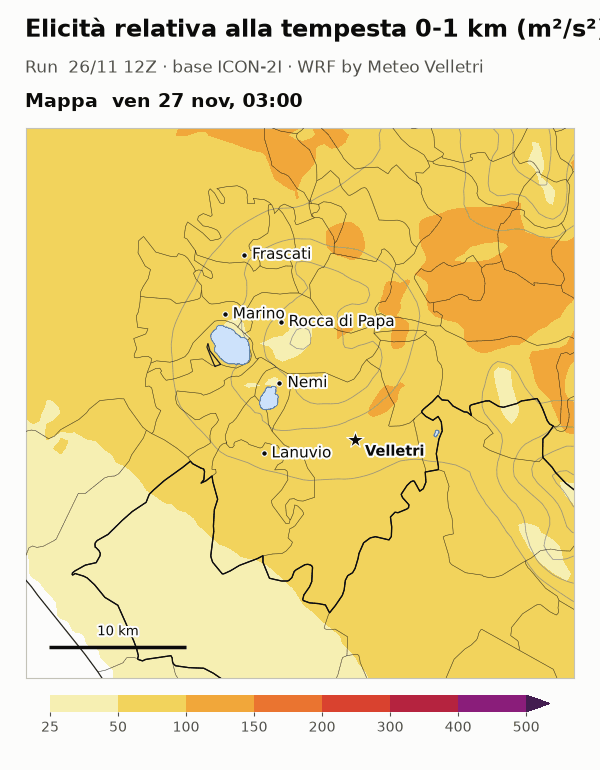 Elicità relativa alla tempesta 0-1 km (m²/s²)
Run  26/11 12Z · base ICON-2I · WRF by Meteo Velletri
Mappa  ven 27 nov, 03:00
Frascati
Marino
Rocca di Papa
Nemi
Velletri
Lanuvio
10 km
25 50 100 150 200 300 400 500